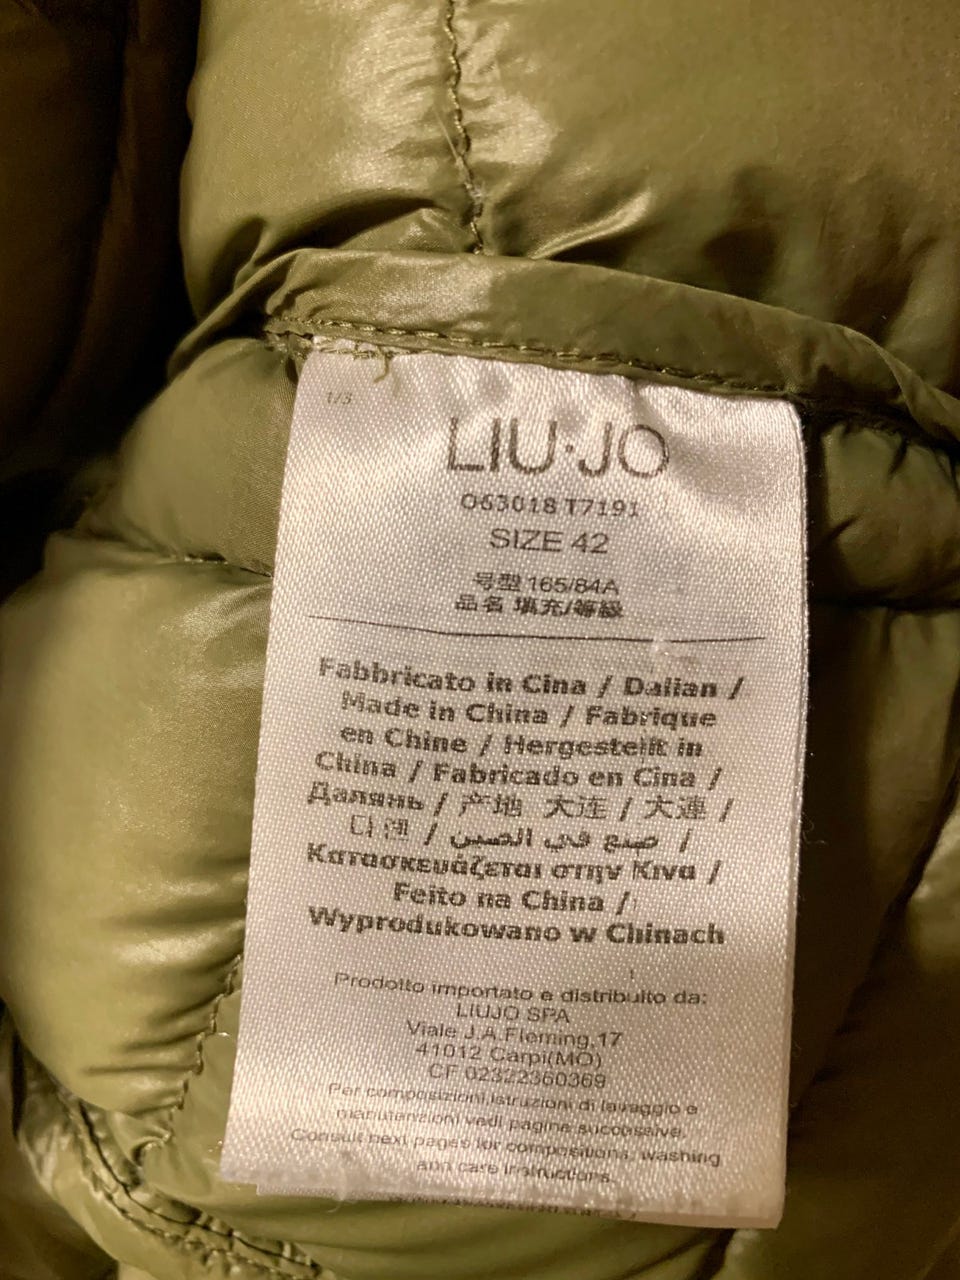 1/3
LIU·JO
O63018 T7191
SIZE 42
号型 165/84A
品名 填充/等級
Fabbricato in Cina / Dalian /
Made in China / Fabrique
en Chine / Hergestellt in
China / Fabricado en Cina /
Далянь / 产地 大连 / 大連 /
다렌 / صنع في الصين /
Κατασκευάζεται στην Κινα /
Feito na China /
Wyprodukowano w Chinach
Prodotto importato e distribuito da:
LIUJO SPA
Viale J.A.Fleming,17
41012 Carpi(MO)
CF 02322360369
Per composizioni,istruzioni di lavaggio e
manutenzioni vedi pagine successive.
Consult next pages for compositions, washing
and care instructions.